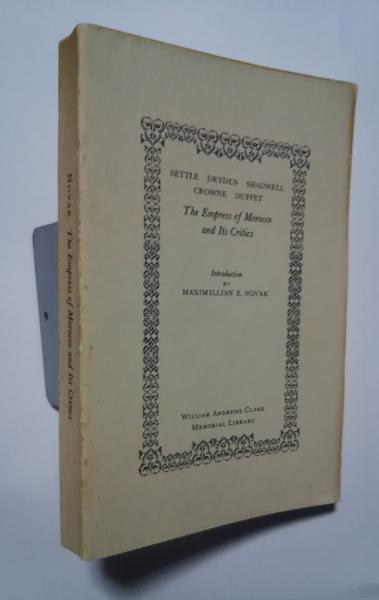 SETTLE DRYDEN SHADWELL
CROWNE DUFFET
The Empress of Morocco
and Its Critics
Introduction
BY
MAXIMILLIAN E. NOVAK
WILLIAM ANDREWS CLARK
MEMORIAL LIBRARY
NOVAK The Empress of Morocco and Its Critics